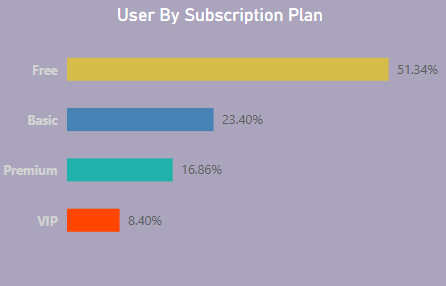 User By Subscription Plan
Free 51.34%
Basic 23.40%
Premium 16.86%
VIP 8.40%